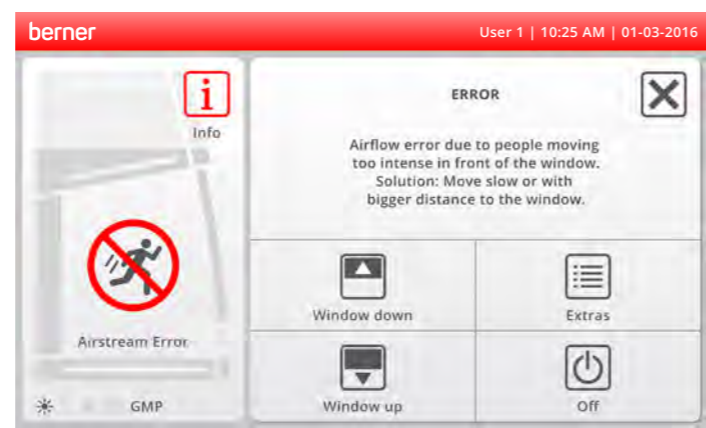 berner
User 1 | 10:25 AM | 01-03-2016
i
Info
Airstream Error
GMP
ERROR
Airflow error due to people moving
too intense in front of the window.
Solution: Move slow or with
bigger distance to the window.
Window down
Extras
Window up
Off